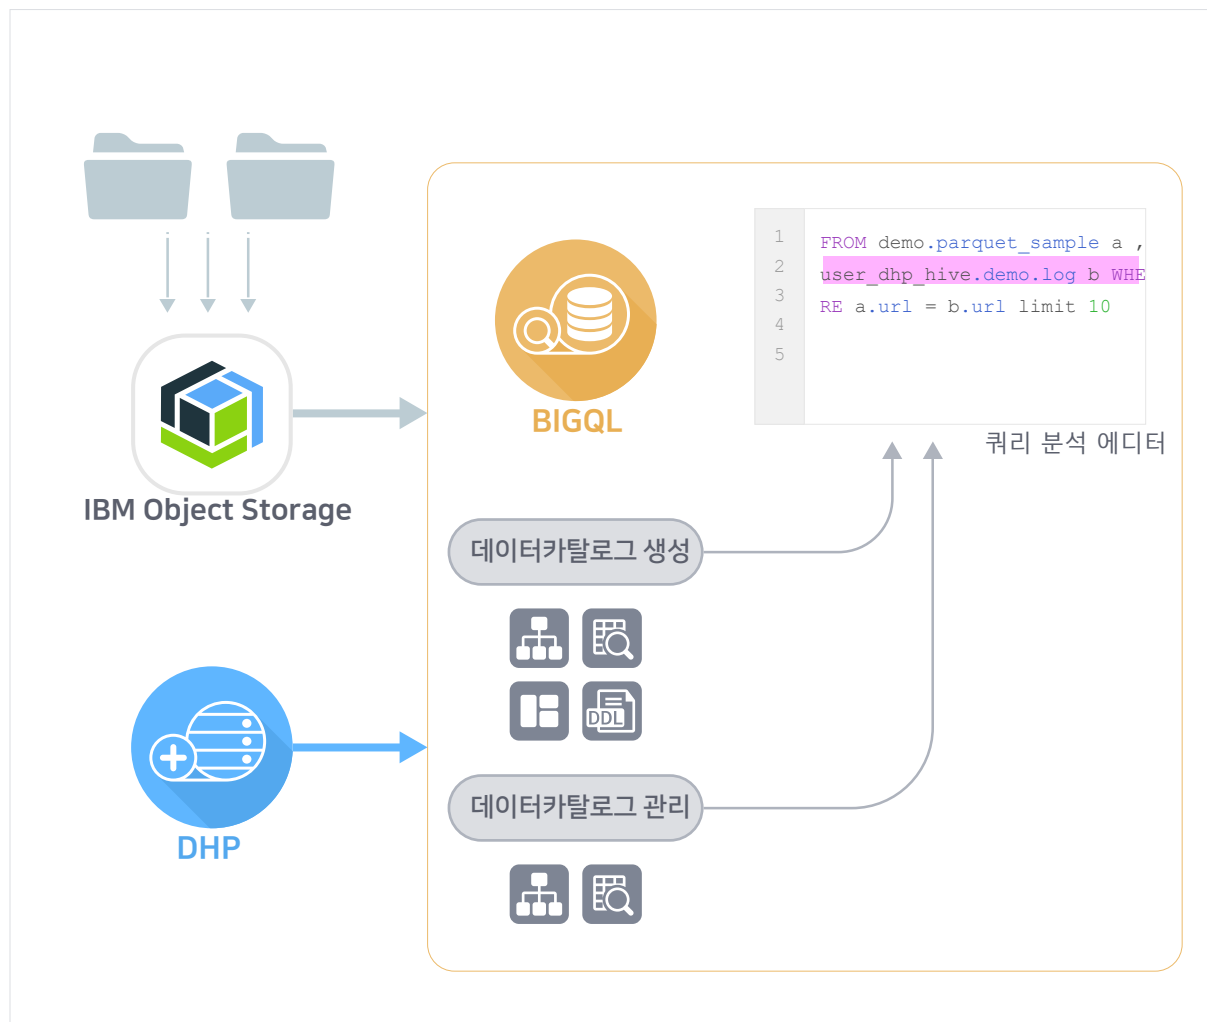 1
2
3
4
5
FROM demo.parquet_sample a ,
user_dhp_hive.demo.log b WHE
RE a.url = b.url limit 10
BIGQL
쿼리 분석 에디터
IBM Object Storage
데이터카탈로그 생성
DDL
데이터카탈로그 관리
DHP